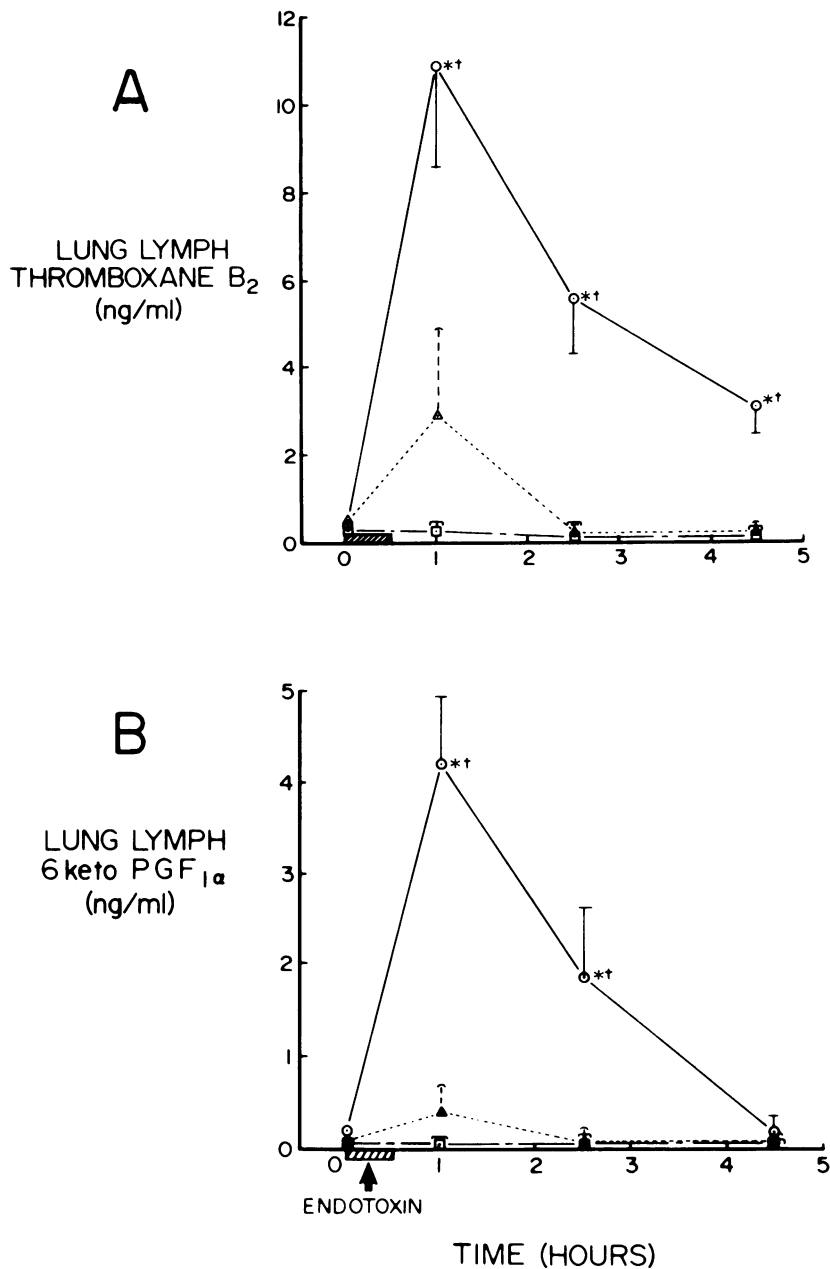 A
LUNG LYMPH
THROMBOXANE B2
(ng/ml)
12
10
8
6
4
2
0
*†
*†
*†
0 1 2 3 4 5
B
LUNG LYMPH
6 keto PGF1α
(ng/ml)
5
4
3
2
1
0
*†
*†
0 1 2 3 4 5
ENDOTOXIN
TIME (HOURS)